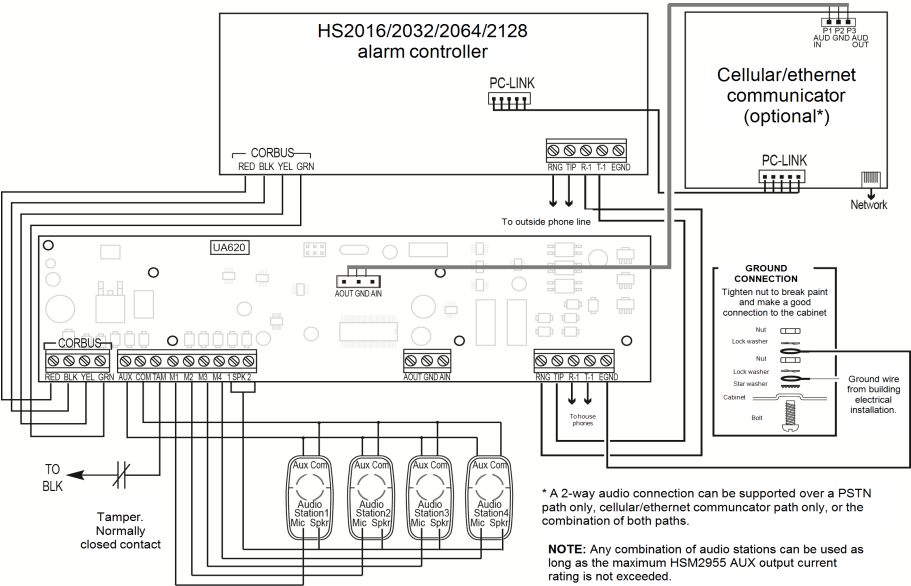 HS2016/2032/2064/2128
alarm controller
PC-LINK
CORBUS
RED BLK YEL GRN
RNG TIP R-1 T-1 EGND
To outside phone line
P1 P2 P3
AUD GND AUD
IN OUT
Cellular/ethernet
communicator
(optional*)
PC-LINK
Network
UA620
AOUT GND AIN
CORBUS
RED BLK YEL GRN
AUX COM TAM M1 M2 M3 M4 1 SPK 2
AOUT GND AIN
RNG TIP R-1 T-1 EGND
To house
phones
GROUND
CONNECTION
Tighten nut to break paint
and make a good
connection to the cabinet
Nut
Lock washer
Nut
Lock washer
Star washer
Cabinet
Bolt
Ground wire
from building
electrical
installation.
TO
BLK
Tamper.
Normally
closed contact
Aux Com
Audio
Station1
Mic Spkr
Aux Com
Audio
Station2
Mic Spkr
Aux Com
Audio
Station3
Mic Spkr
Aux Com
Audio
Station4
Mic Spkr
* A 2-way audio connection can be supported over a PSTN
path only, cellular/ethernet communcator path only, or the
combination of both paths.
NOTE: Any combination of audio stations can be used as
long as the maximum HSM2955 AUX output current
rating is not exceeded.